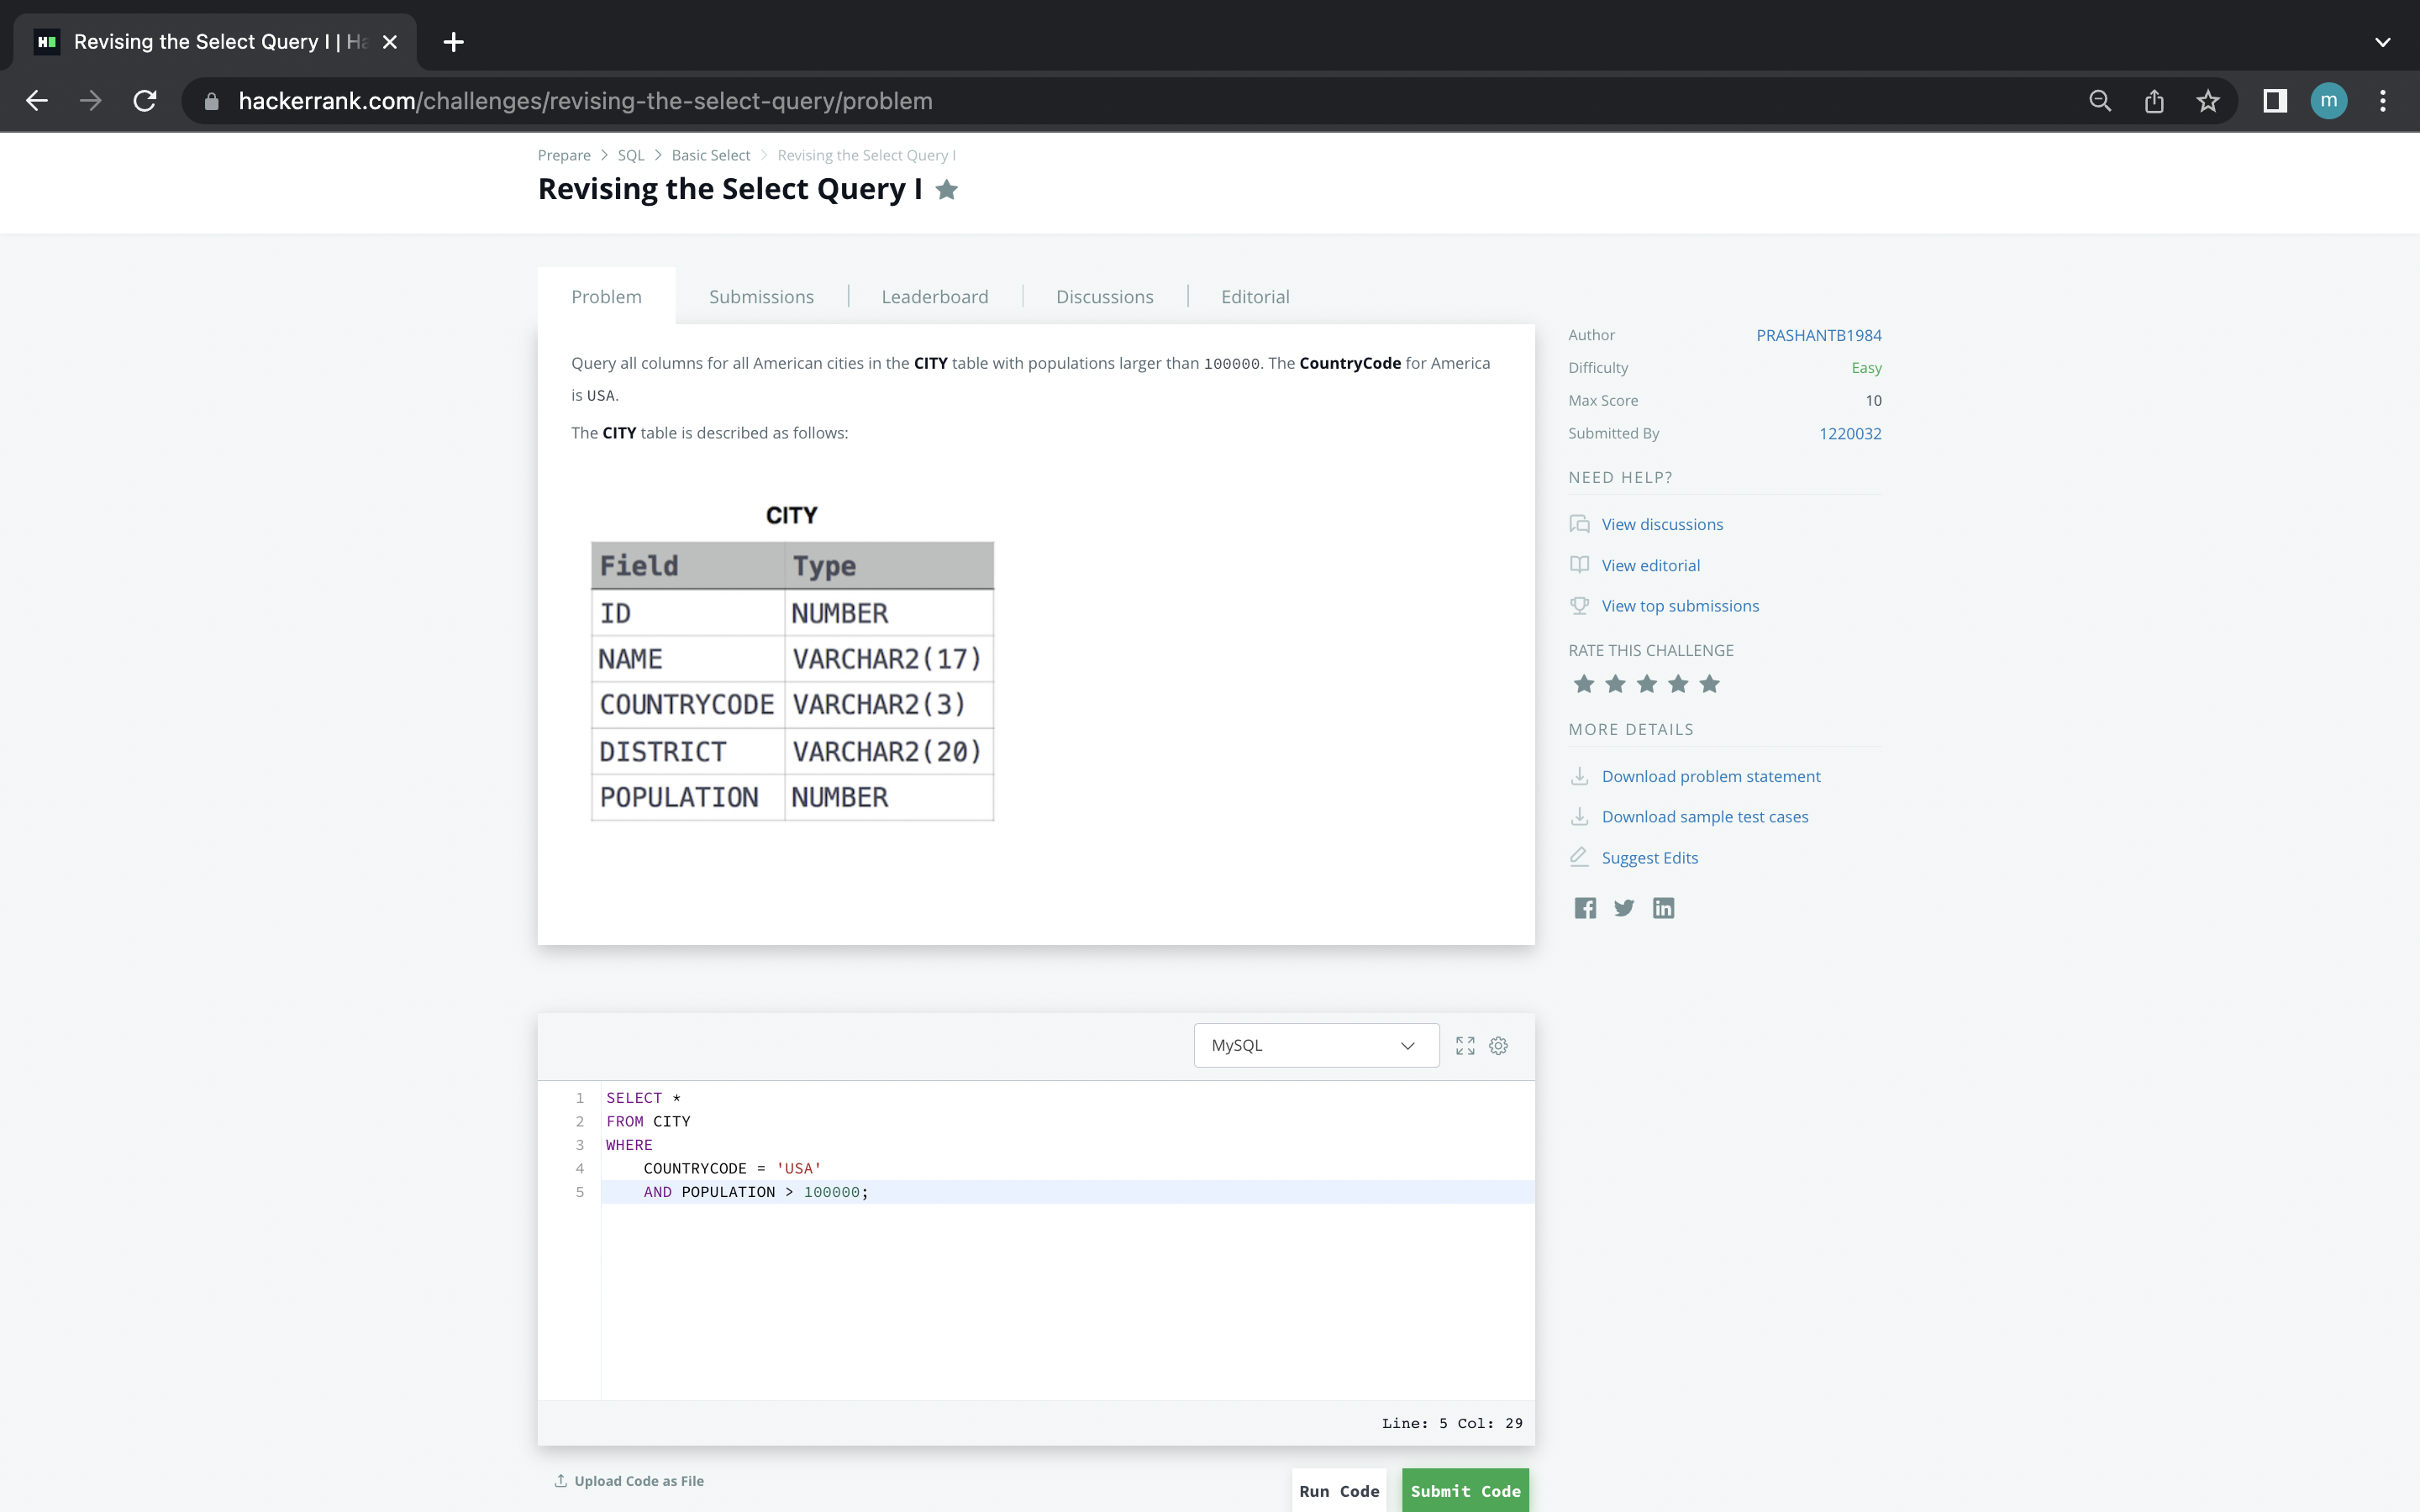 Revising the Select Query I | Ha
hackerrank.com/challenges/revising-the-select-query/problem
m
Prepare > SQL > Basic Select > Revising the Select Query I
Revising the Select Query I
Problem
Submissions
Leaderboard
Discussions
Editorial
Query all columns for all American cities in the CITY table with populations larger than 100000. The CountryCode for America
is USA.
The CITY table is described as follows:
CITY
Field Type
ID NUMBER
NAME VARCHAR2(17)
COUNTRYCODE VARCHAR2(3)
DISTRICT VARCHAR2(20)
POPULATION NUMBER
Author PRASHANTB1984
Difficulty Easy
Max Score 10
Submitted By 1220032
NEED HELP?
View discussions
View editorial
View top submissions
RATE THIS CHALLENGE
MORE DETAILS
Download problem statement
Download sample test cases
Suggest Edits
MySQL
1 SELECT *
2 FROM CITY
3 WHERE
4 COUNTRYCODE = 'USA'
5 AND POPULATION > 100000;
Line: 5 Col: 29
Upload Code as File
Run Code
Submit Code